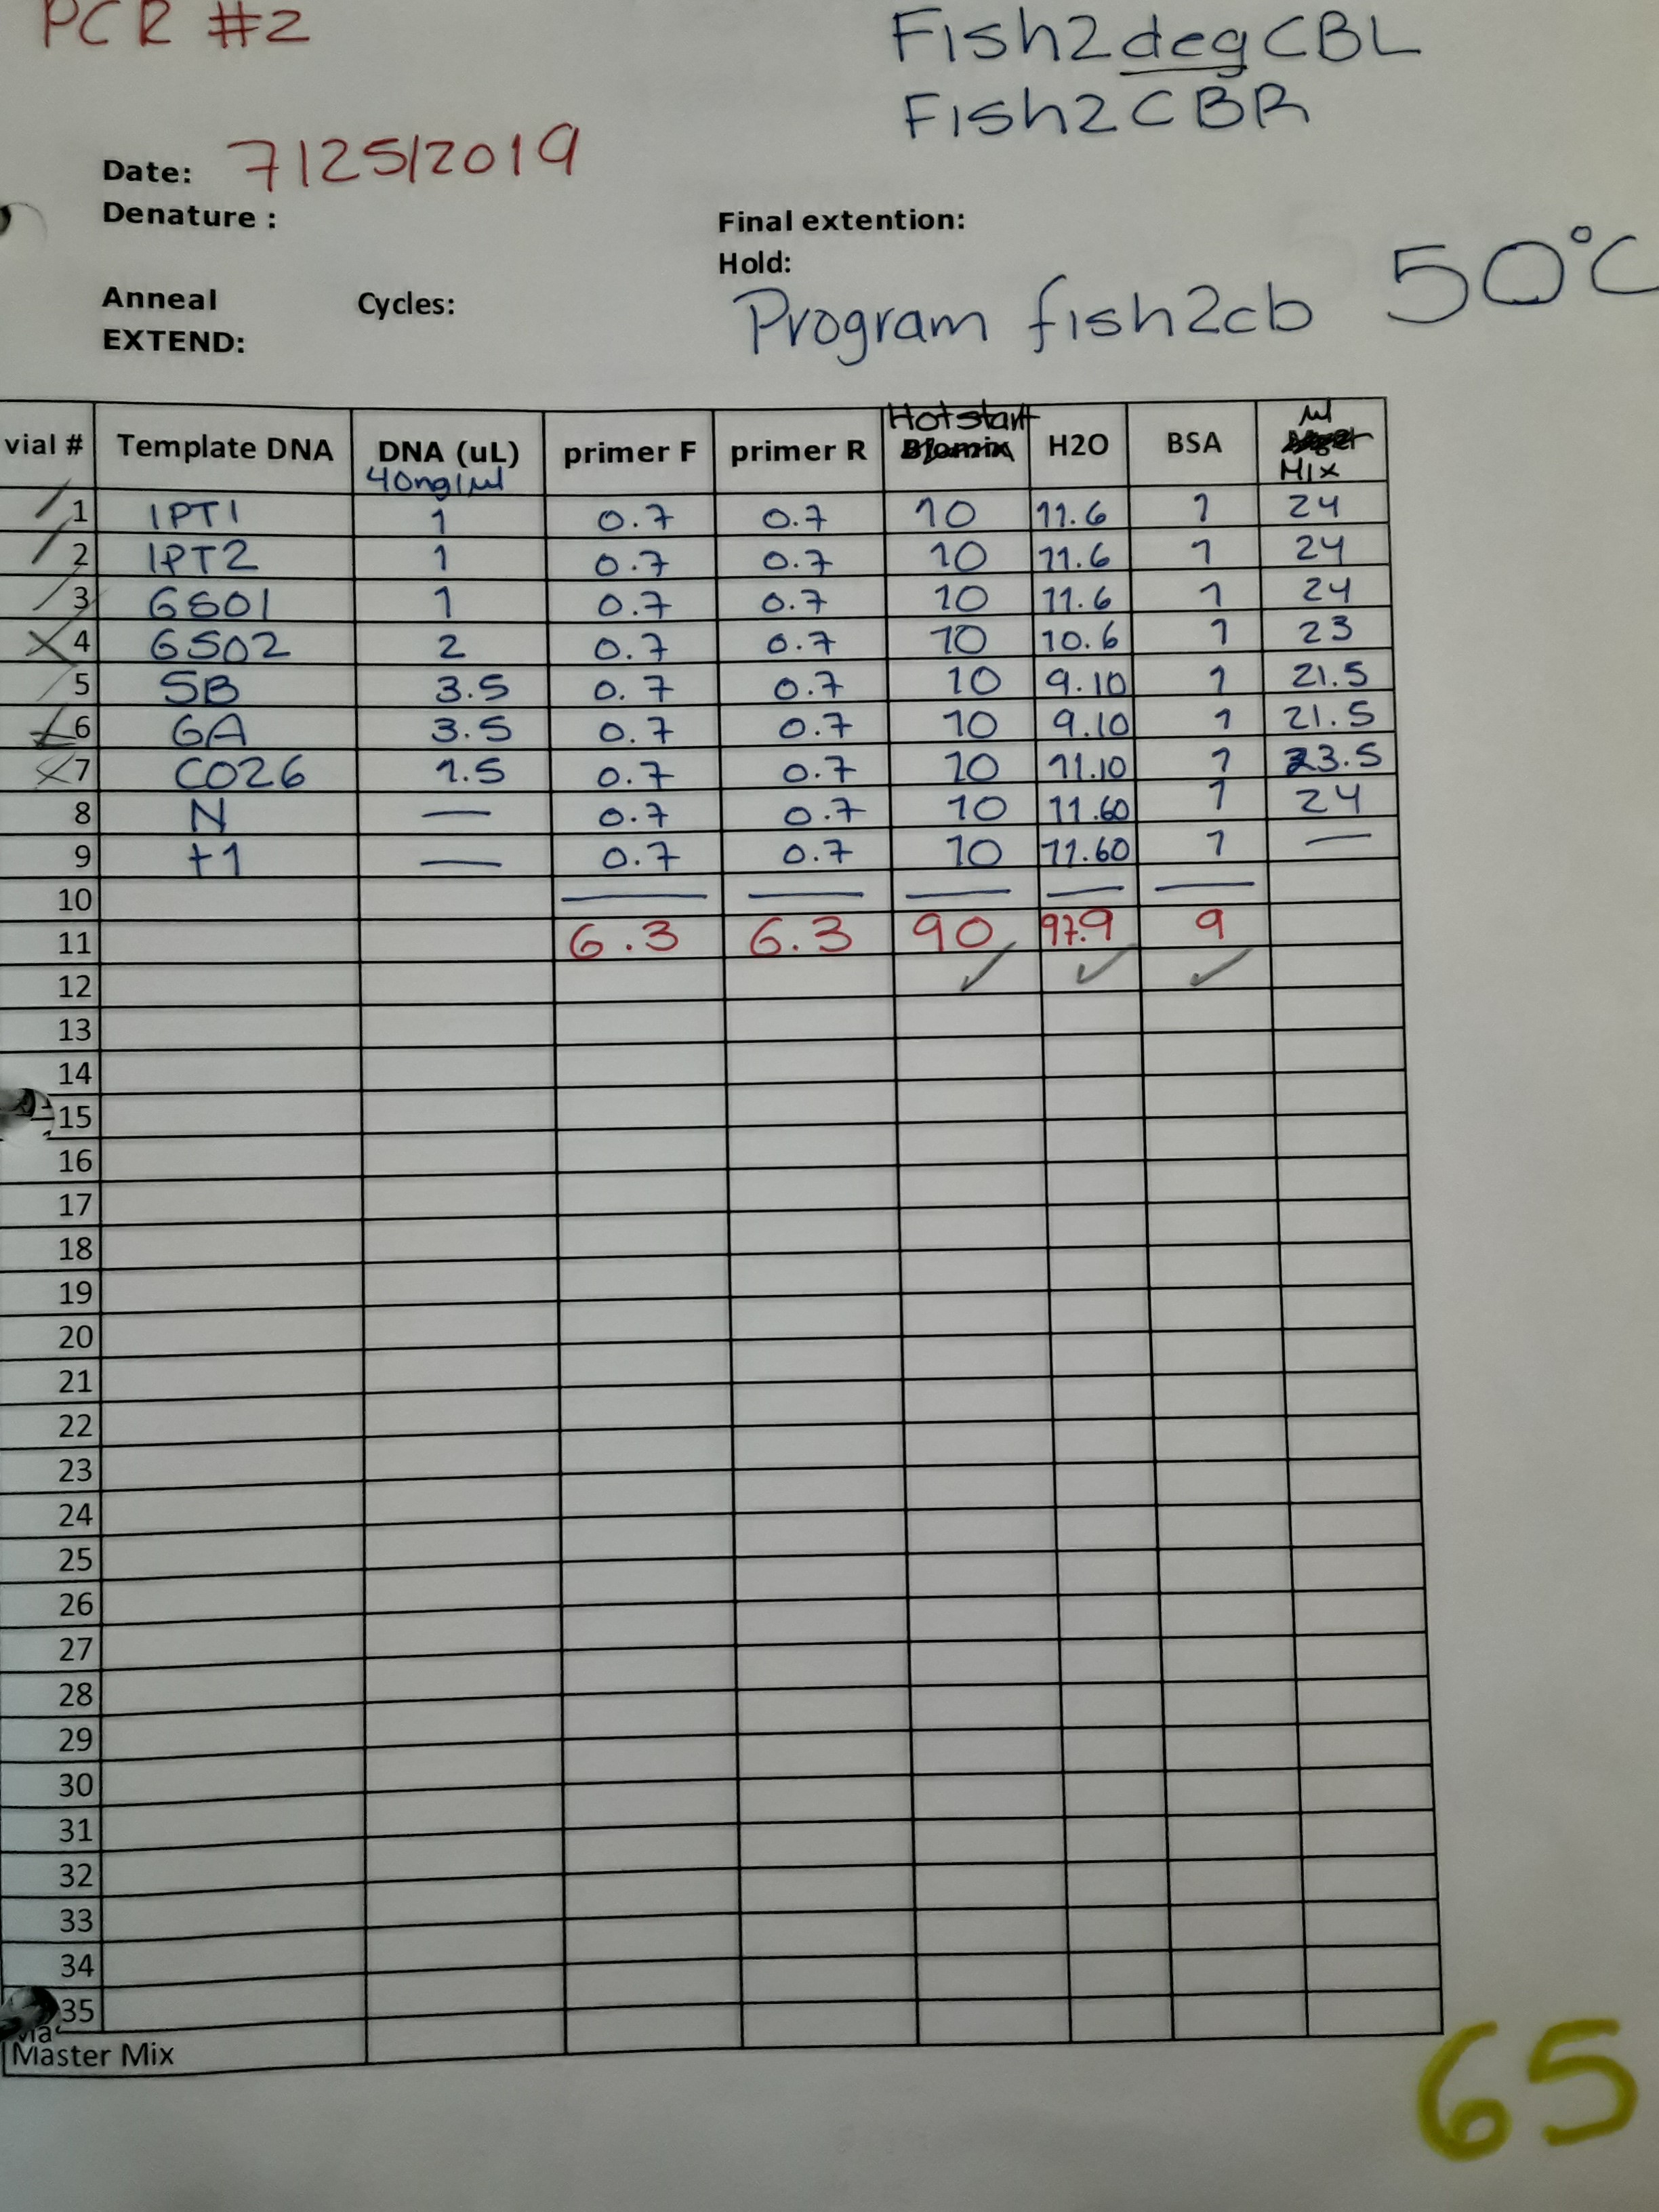 PCR #2
Fish2degCBL
Fish2CBR
Date: 7/25/2019
Denature :
Final extention:
Hold:
Anneal Cycles:
EXTEND:
Program fish2cb 50°C
vial # Template DNA DNA (uL) 40ng/µl primer F primer R Hotstart Biomix H2O BSA µl Mix
1 IPT1 1 0.7 0.7 10 11.6 1 24
2 IPT2 1 0.7 0.7 10 11.6 1 24
3 GSO1 1 0.7 0.7 10 11.6 1 24
4 GSO2 2 0.7 0.7 10 10.6 1 23
5 SB 3.5 0.7 0.7 10 9.10 1 21.5
6 GA 3.5 0.7 0.7 10 9.10 1 21.5
7 CO26 1.5 0.7 0.7 10 11.10 1 23.5
8 N — 0.7 0.7 10 11.60 1 24
9 +1 — 0.7 0.7 10 11.60 1 —
10
11 6.3 6.3 90 97.9 9
12 ✓ ✓ ✓
13
14
15
16
17
18
19
20
21
22
23
24
25
26
27
28
29
30
31
32
33
34
35
Master Mix
65